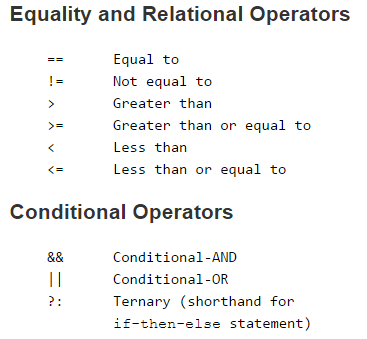 Equality and Relational Operators
== Equal to
!= Not equal to
> Greater than
>= Greater than or equal to
< Less than
<= Less than or equal to
Conditional Operators
&& Conditional-AND
|| Conditional-OR
?: Ternary (shorthand for
if-then-else statement)